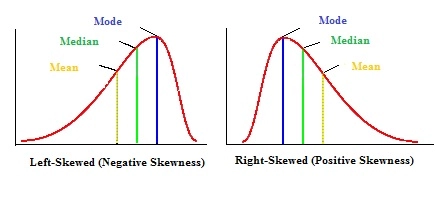 Mode
Median
Mean
Left-Skewed (Negative Skewness)
Mode
Median
Mean
Right-Skewed (Positive Skewness)